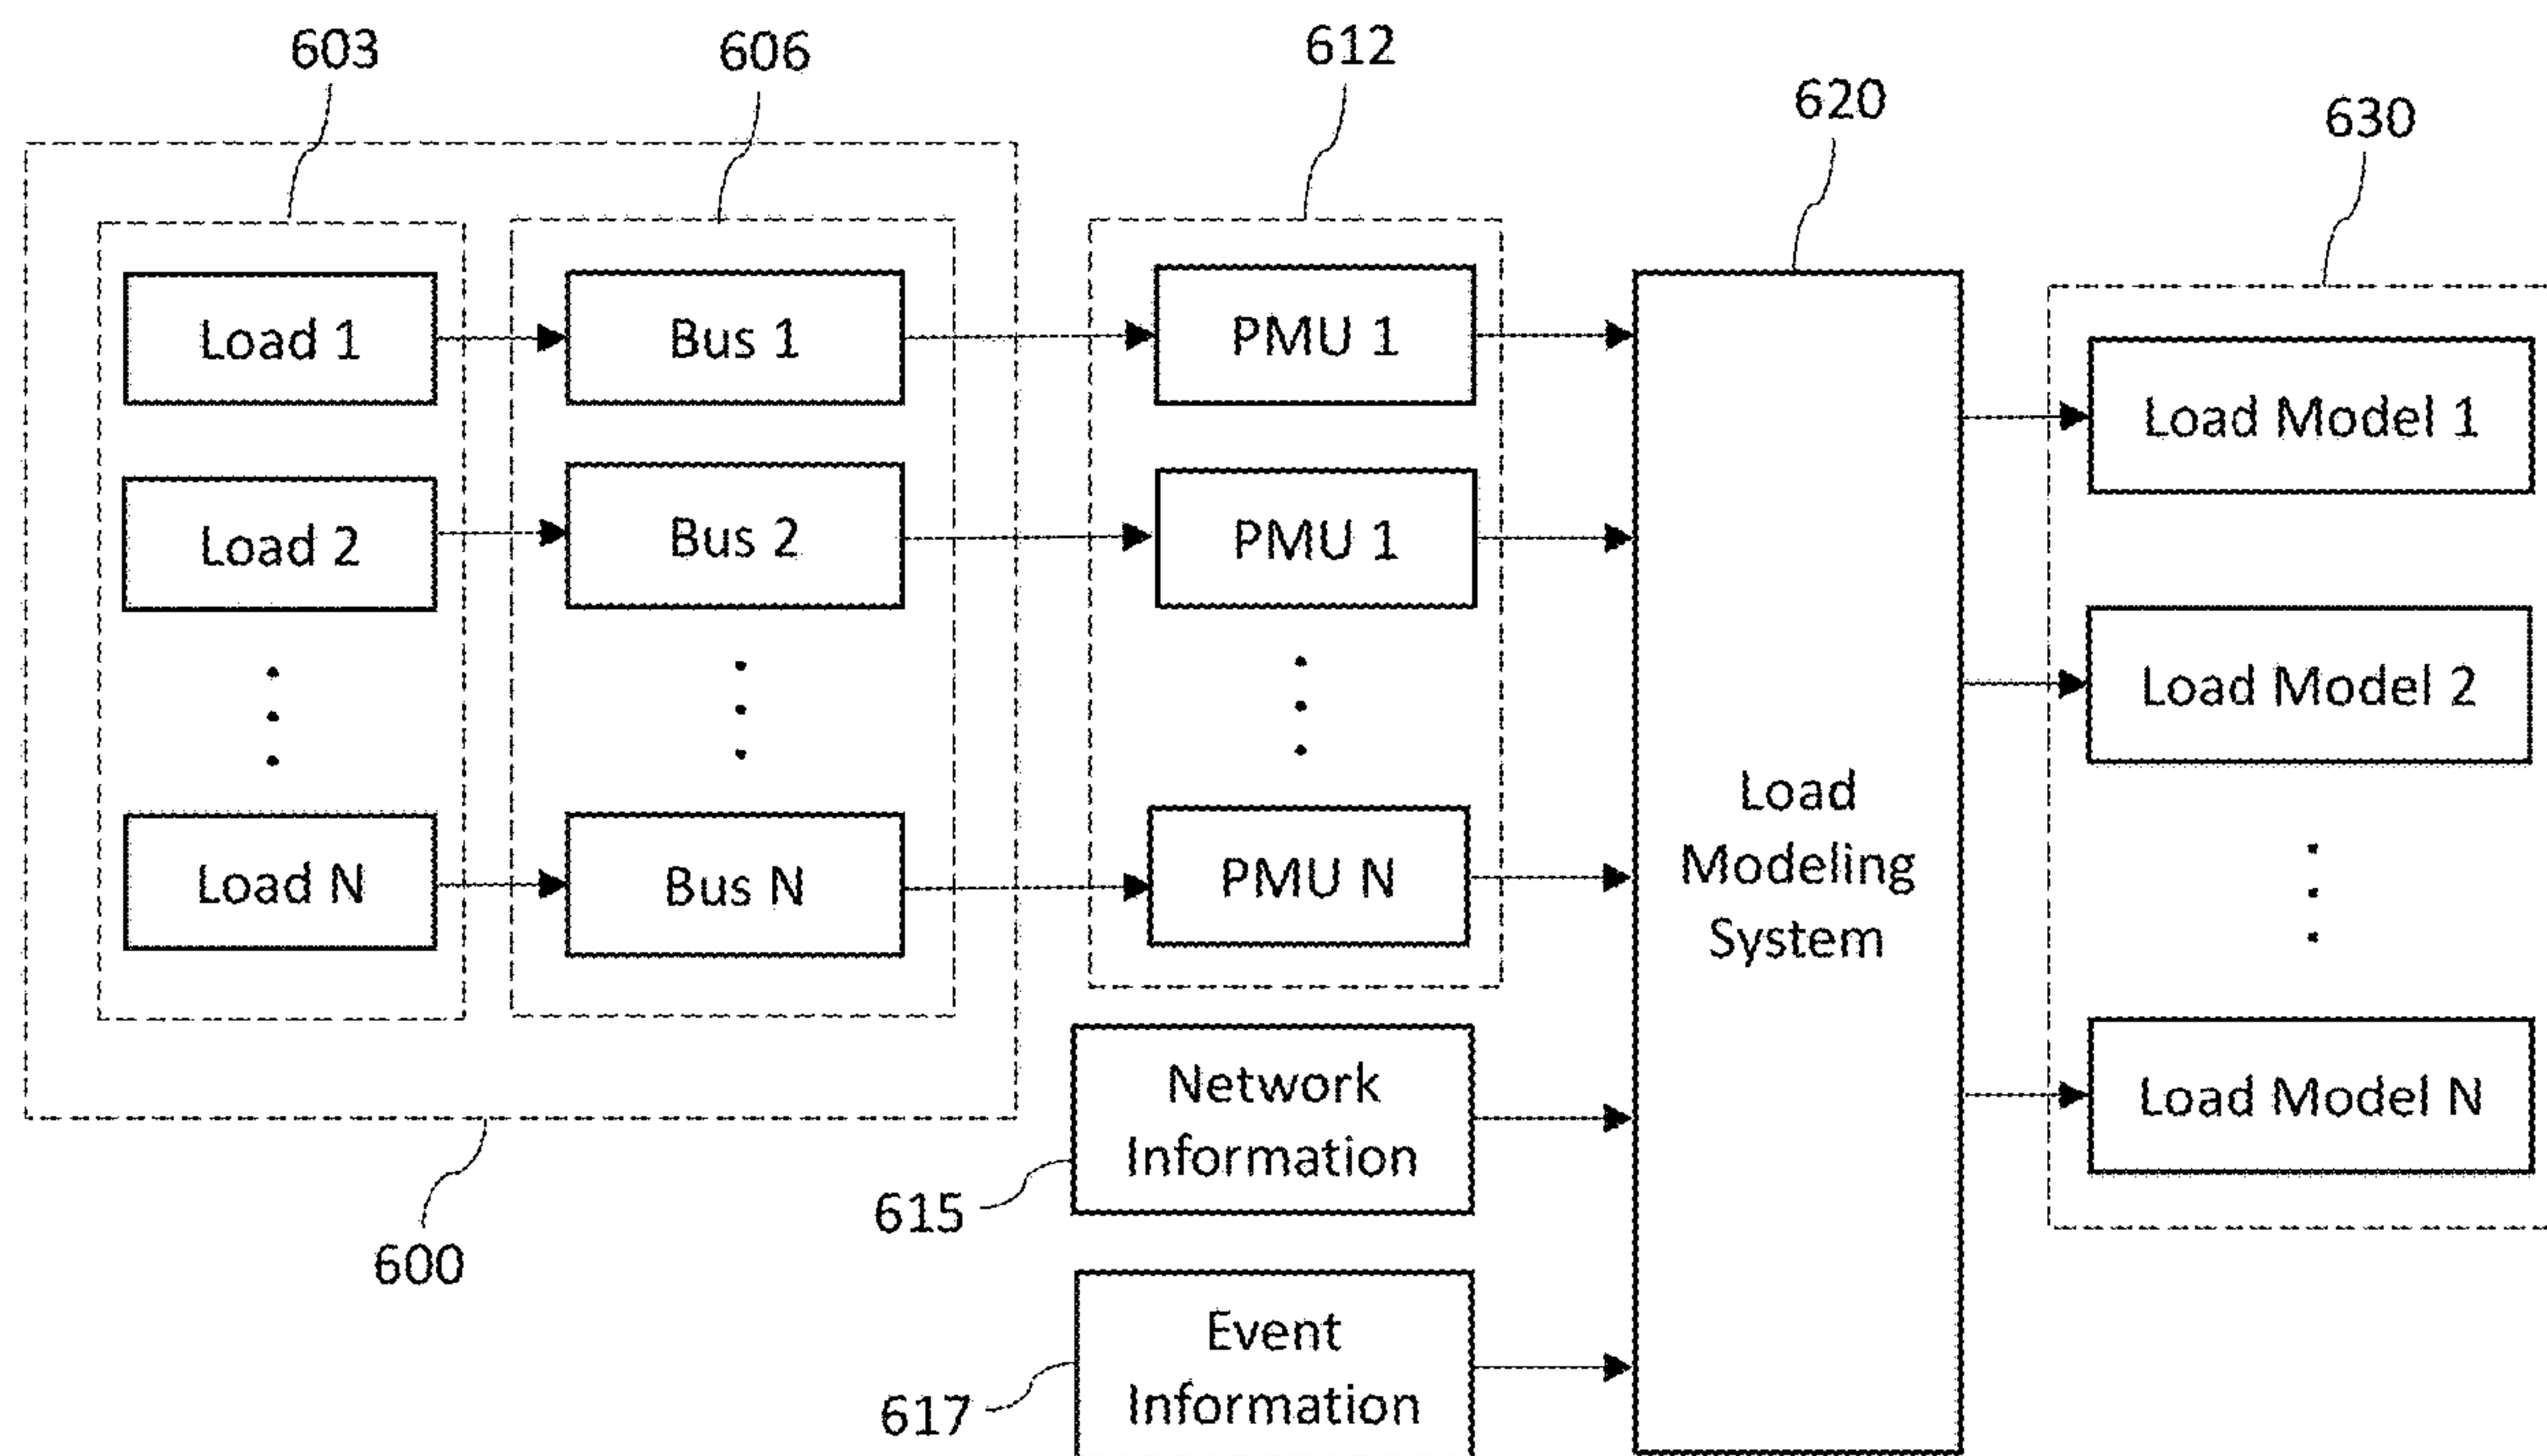 603
606
612
620
630
Load 1
Bus 1
PMU 1
Load Model 1
Load 2
Bus 2
PMU 1
Load Model 2
Load N
Bus N
PMU N
Load
Modeling
System
Load Model N
Network
Information
615
600
Event
Information
617